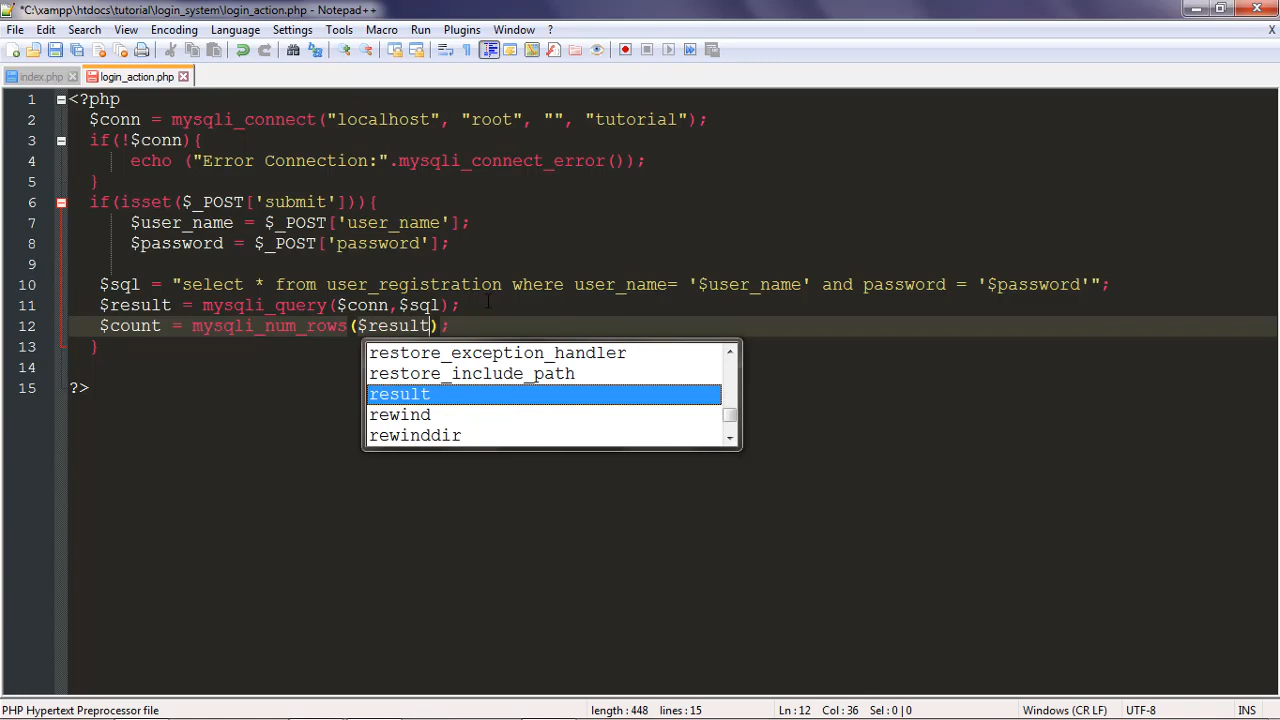 *C:\xampp\htdocs\tutorial\login_system\login_action.php - Notepad++
File Edit Search View Encoding Language Settings Tools Macro Run Plugins Window ? X
index.php login_action.php
1 <?php
2 $conn = mysqli_connect("localhost", "root", "", "tutorial");
3 if(!$conn){
4 echo ("Error Connection:".mysqli_connect_error());
5 }
6 if(isset($_POST['submit'])){
7 $user_name = $_POST['user_name'];
8 $password = $_POST['password'];
9
10 $sql = "select * from user_registration where user_name= '$user_name' and password = '$password'";
11 $result = mysqli_query($conn,$sql);
12 $count = mysqli_num_rows($result);
13 }
14
15 ?>
restore_exception_handler
restore_include_path
result
rewind
rewinddir
PHP Hypertext Preprocessor file length : 448 lines : 15 Ln : 12 Col : 36 Sel : 0 | 0 Windows (CR LF) UTF-8 INS